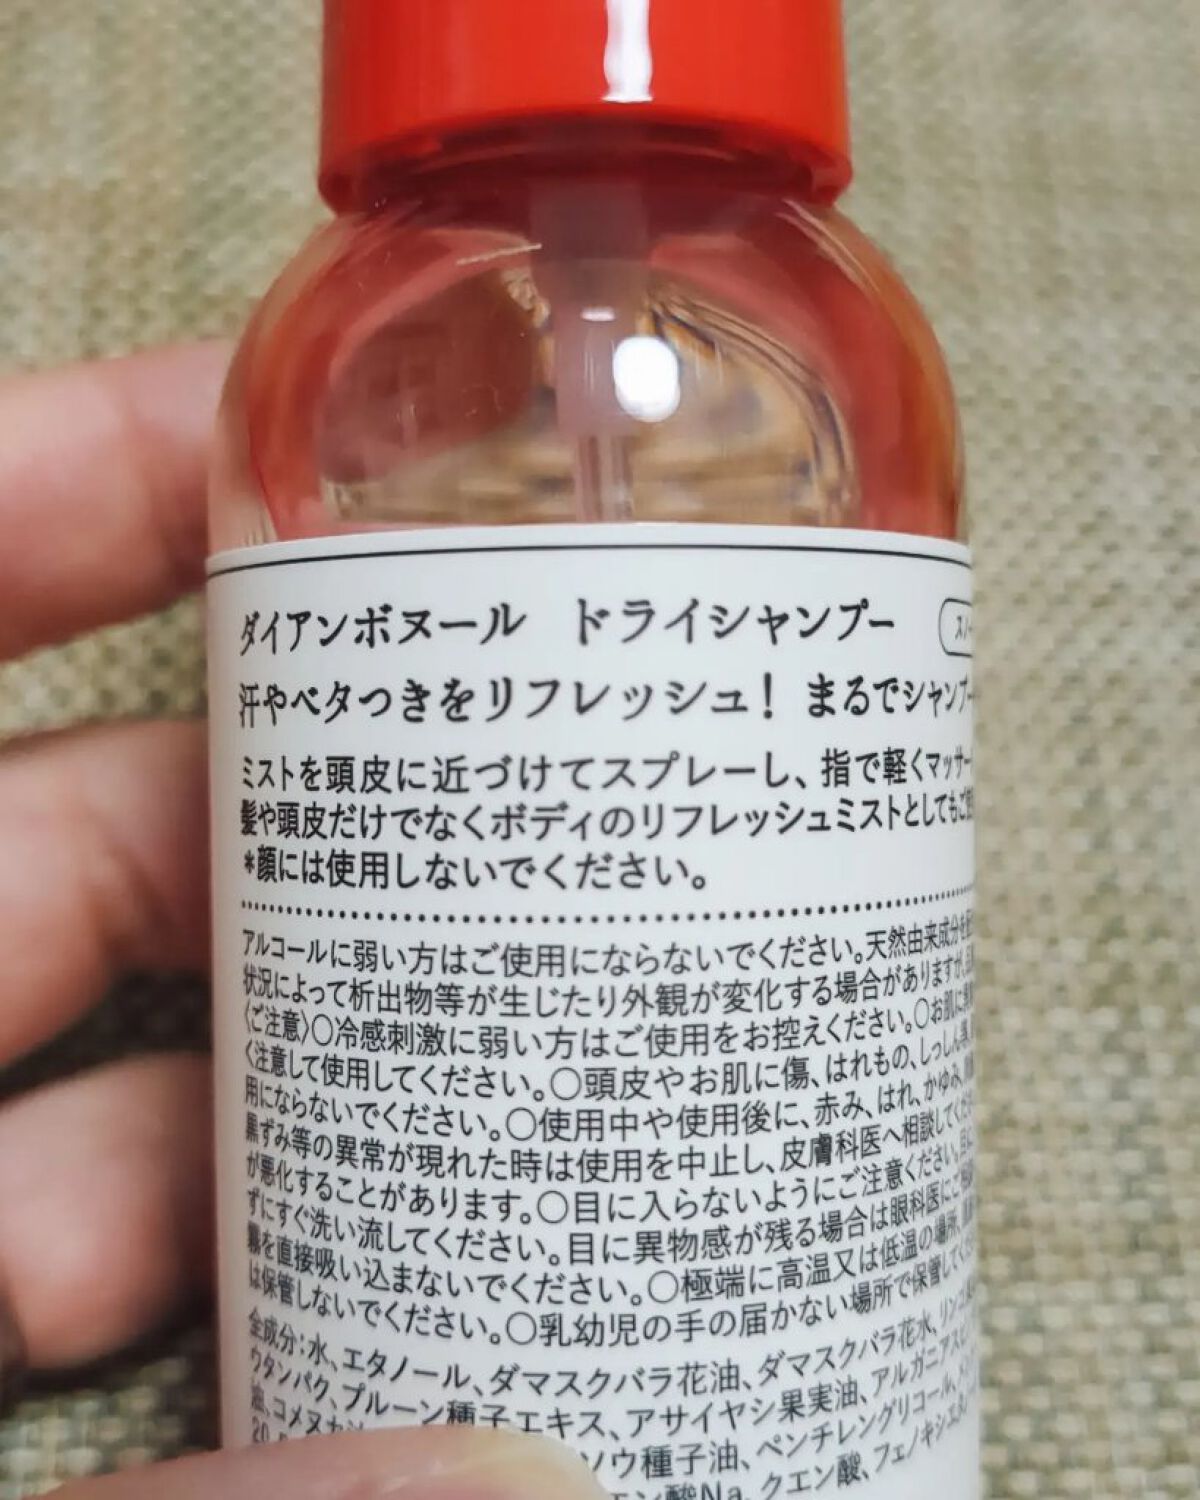 ダイアンボヌール ドライシャンプー
汗やベタつきをリフレッシュ! まるでシャンプー
ミストを頭皮に近づけてスプレーし、指で軽くマッサー
髪や頭皮だけでなくボディのリフレッシュミストとしてもご
*顔には使用しないでください。
アルコールに弱い方はご使用にならないでください。天然由来成分を
状況によって析出物等が生じたり外観が変化する場合がありますが、
〈ご注意〉○冷感刺激に弱い方はご使用をお控えください。○お肌に
く注意して使用してください。○頭皮やお肌に傷、はれもの、しっしん等、
用にならないでください。○使用中や使用後に、赤み、はれ、かゆみ、
黒ずみ等の異常が現れた時は使用を中止し、皮膚科医へ相談してくだ
が悪化することがあります。○目に入らないようにご注意ください。目に
ずにすぐ洗い流してください。目に異物感が残る場合は眼科医にご相
霧を直接吸い込まないでください。○極端に高温又は低温の場所、
は保管しないでください。○乳幼児の手の届かない場所で保管してくだ
全成分:水、エタノール、ダマスクバラ花油、ダマスクバラ花水、リンゴ
ウタンパク、プルーン種子エキス、アサイヤシ果実油、アルガニアスピ
油、コメヌカ ソウ種子油、ペンチレングリコール、メン
20 エン酸Na、クエン酸、フェノキシエタノー